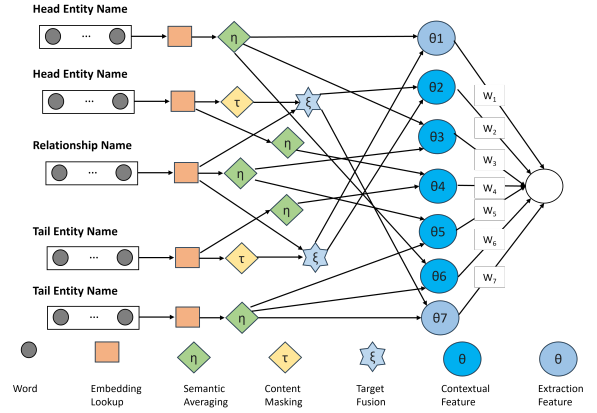 Head Entity Name
...
η
θ1
Head Entity Name
...
τ
ξ
θ2
W1
W2
η
θ3
Relationship Name
...
η
W3
θ4
W4
η
W5
Tail Entity Name
...
τ
ξ
θ5
W6
Tail Entity Name
θ6
W7
...
η
θ7
η
τ
ξ
θ
θ
Word
Embedding
Lookup
Semantic
Averaging
Content
Masking
Target
Fusion
Contextual
Feature
Extraction
Feature